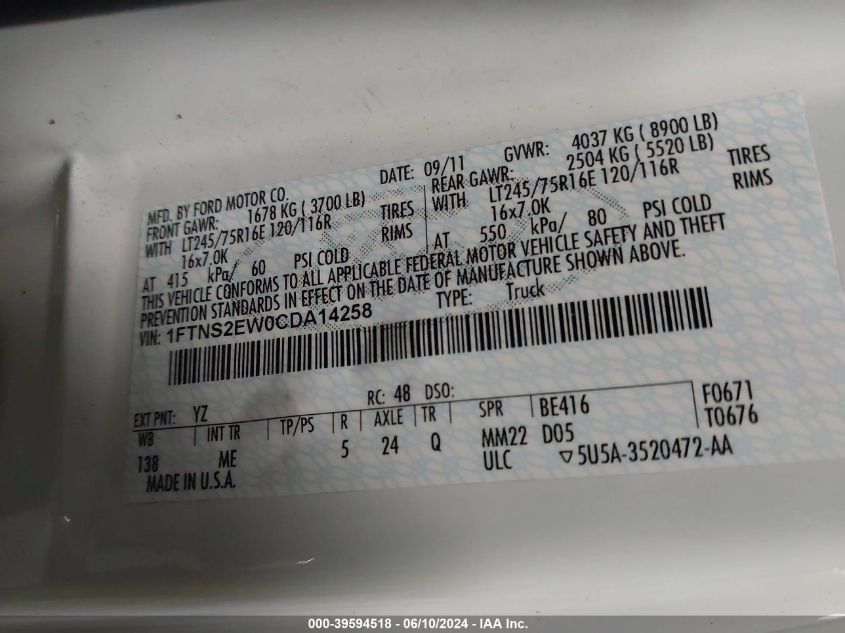 MFD. BY FORD MOTOR CO. DATE: 09/11 GVWR: 4037 KG ( 8900 LB)
FRONT GAWR: 1678 KG ( 3700 LB) REAR GAWR: 2504 KG ( 5520 LB)
WITH LT245/75R16E 120/116R TIRES WITH LT245/75R16E 120/116R TIRES
16x7.0K RIMS 16x7.0K RIMS
AT 415 kPa/ 60 PSI COLD AT 550 kPa/ 80 PSI COLD
THIS VEHICLE CONFORMS TO ALL APPLICABLE FEDERAL MOTOR VEHICLE SAFETY AND THEFT
PREVENTION STANDARDS IN EFFECT ON THE DATE OF MANUFACTURE SHOWN ABOVE.
VIN: 1FTNS2EW0CDA14258 TYPE: Truck
EXT PNT: YZ RC: 48 DSO:
WB INT TR TP/PS R AXLE TR SPR BE416 F0671
138 ME 5 24 Q MM22 D05 T0676
MADE IN U.S.A. ULC ▽5U5A-3520472-AA
000-39594518 - 06/10/2024 - IAA Inc.